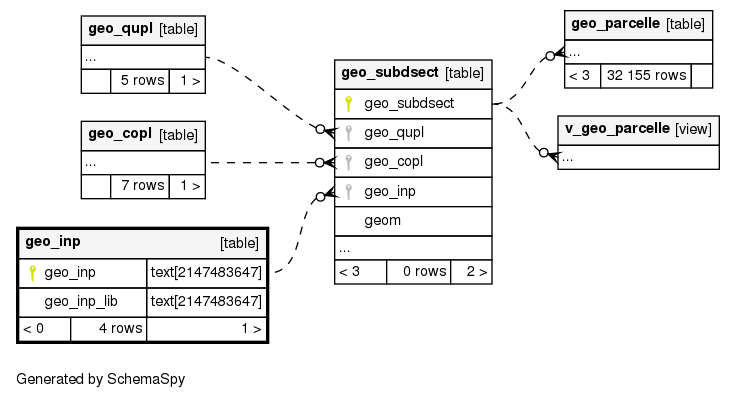 geo_qupl [table]
...
5 rows 1 >
geo_copl [table]
...
7 rows 1 >
geo_inp [table]
geo_inp text[2147483647]
geo_inp_lib text[2147483647]
< 0 4 rows 1 >
geo_subdsect [table]
geo_subdsect
geo_qupl
geo_copl
geo_inp
geom
...
< 3 0 rows 2 >
geo_parcelle [table]
...
< 3 32 155 rows
v_geo_parcelle [view]
...
Generated by SchemaSpy